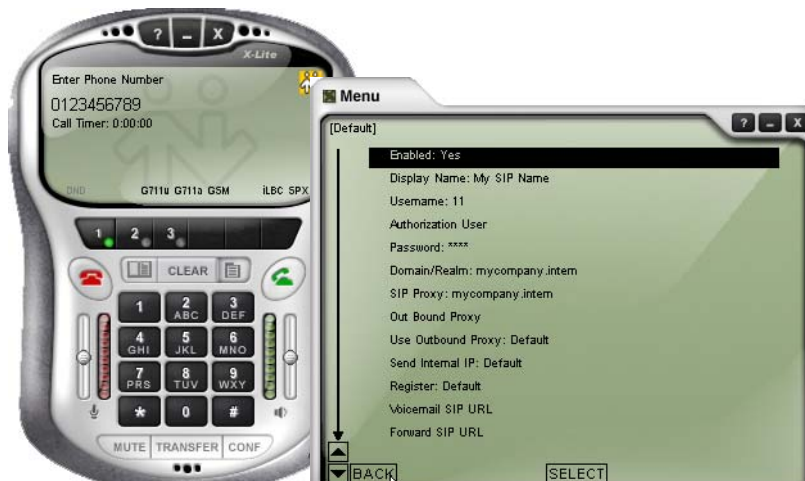 ? – X
X-Lite
Enter Phone Number
0123456789
Call Timer: 0:00:00
DND G711u G711a GSM iLBC SPX
1 2 3
CLEAR
1 2 ABC 3 DEF
4 GHI 5 JKL 6 MNO
7 PRS 8 TUV 9 WXY
* 0 #
MUTE TRANSFER CONF
Menu
? – X
[Default]
Enabled: Yes
Display Name: My SIP Name
Username: 11
Authorization User
Password: ****
Domain/Realm: mycompany.intern
SIP Proxy: mycompany.intern
Out Bound Proxy
Use Outbound Proxy: Default
Send Internal IP: Default
Register: Default
Voicemail SIP URL
Forward SIP URL
BACK SELECT